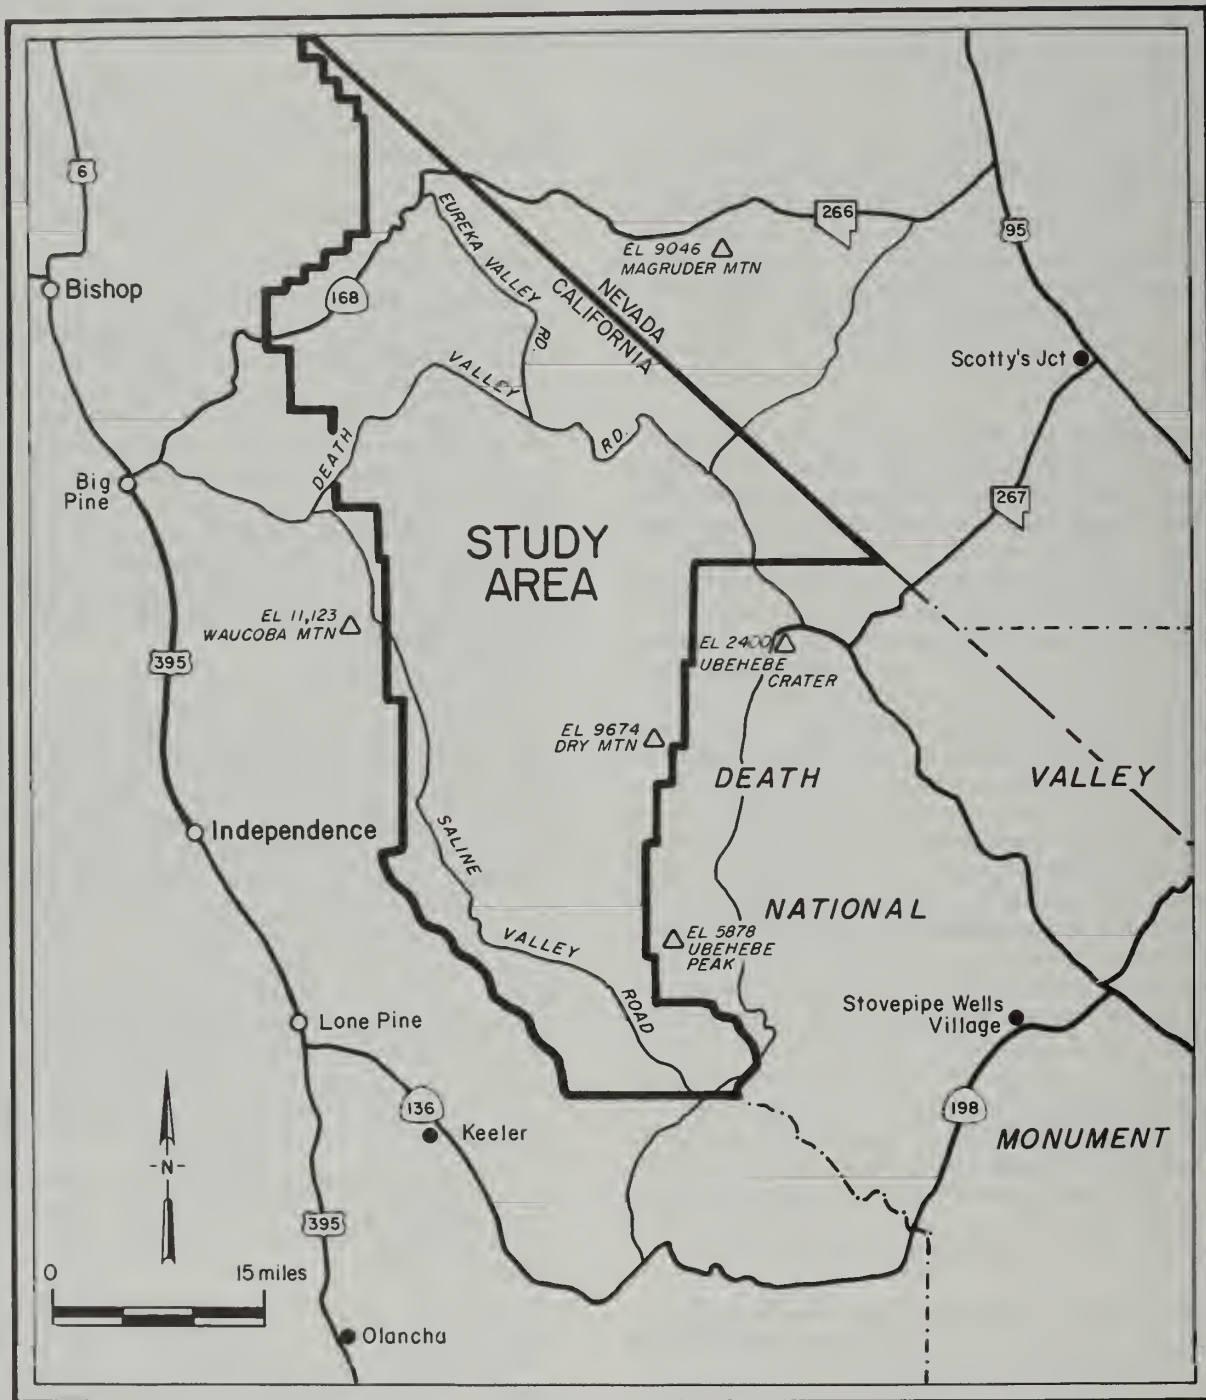 6
Bishop
168
EUREKA VALLEY RD.
EL 9046
MAGRUDER MTN
266
95
NEVADA
CALIFORNIA
Scotty's Jct
DEATH VALLEY RD.
Big
Pine
267
STUDY
AREA
EL 11,123
WAUCOBA MTN
395
EL 2400
UBEHEBE
CRATER
EL 9674
DRY MTN
DEATH VALLEY
Independence
SALINE VALLEY ROAD
NATIONAL
EL 5878
UBEHEBE
PEAK
Stovepipe Wells
Village
Lone Pine
136
Keeler
198
MONUMENT
-N-
395
0 15 miles
Olancha